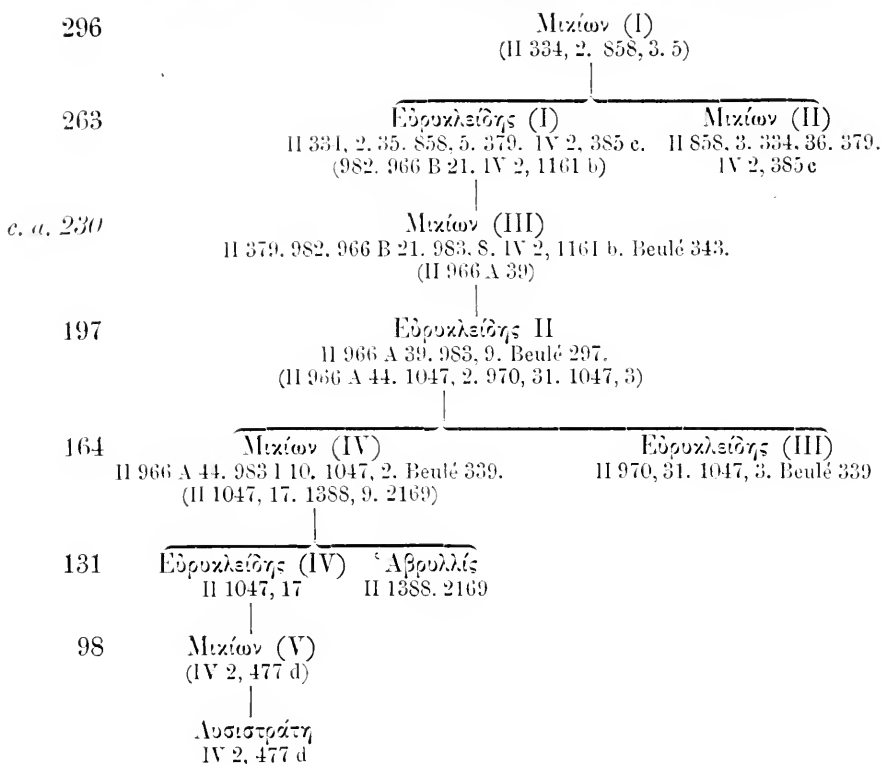 296 Μικίων (I)
(II 334, 2. 858, 3. 5)
263 Εὐρυκλείδης (I) Μικίων (II)
II 334, 2. 35. 858, 5. 379. IV 2, 385 c. II 858, 3. 334, 36. 379.
(982. 966 B 21. IV 2, 1161 b) IV 2, 385 c
c. a. 230 Μικίων (III)
II 379. 982. 966 B 21. 983, 8. IV 2, 1161 b. Beulé 343.
(II 966 A 39)
197 Εὐρυκλείδης II
II 966 A 39. 983, 9. Beulé 297.
(II 966 A 44. 1047, 2. 970, 31. 1047, 3)
164 Μικίων (IV) Εὐρυκλείδης (III)
II 966 A 44. 983 I 10. 1047, 2. Beulé 339. II 970, 31. 1047, 3. Beulé 339
(II 1047, 17. 1388, 9. 2169)
131 Εὐρυκλείδης (IV) Ἁβρυλλίς
II 1047, 17 II 1388. 2169
98 Μικίων (V)
(IV 2, 477 d)
Λυσιστράτη
IV 2, 477 d